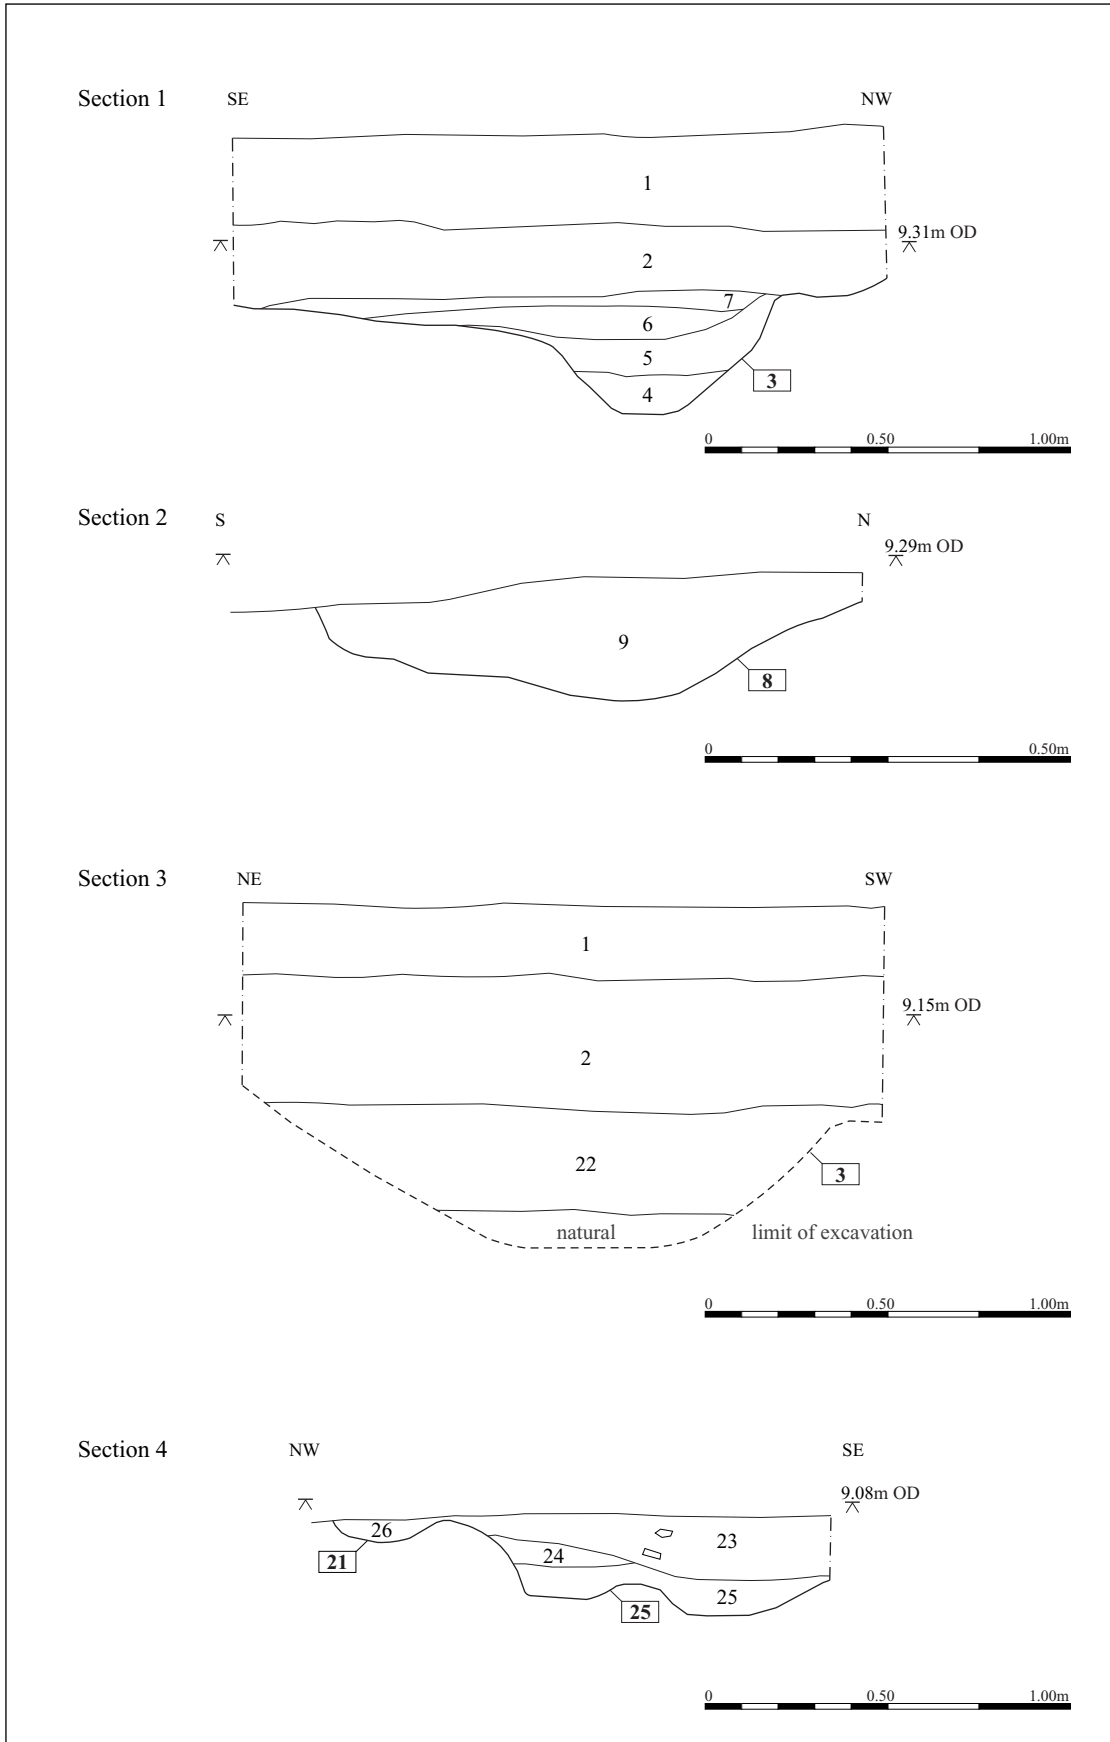 Section 1 SE NW
1
9.31m OD
2
7
6
5
3
4
0 0.50 1.00m
Section 2 S N
9.29m OD
9
8
0 0.50m
Section 3 NE SW
1
9.15m OD
2
22
3
natural limit of excavation
0 0.50 1.00m
Section 4 NW SE
9.08m OD
26 23
21 24
25
25
0 0.50 1.00m